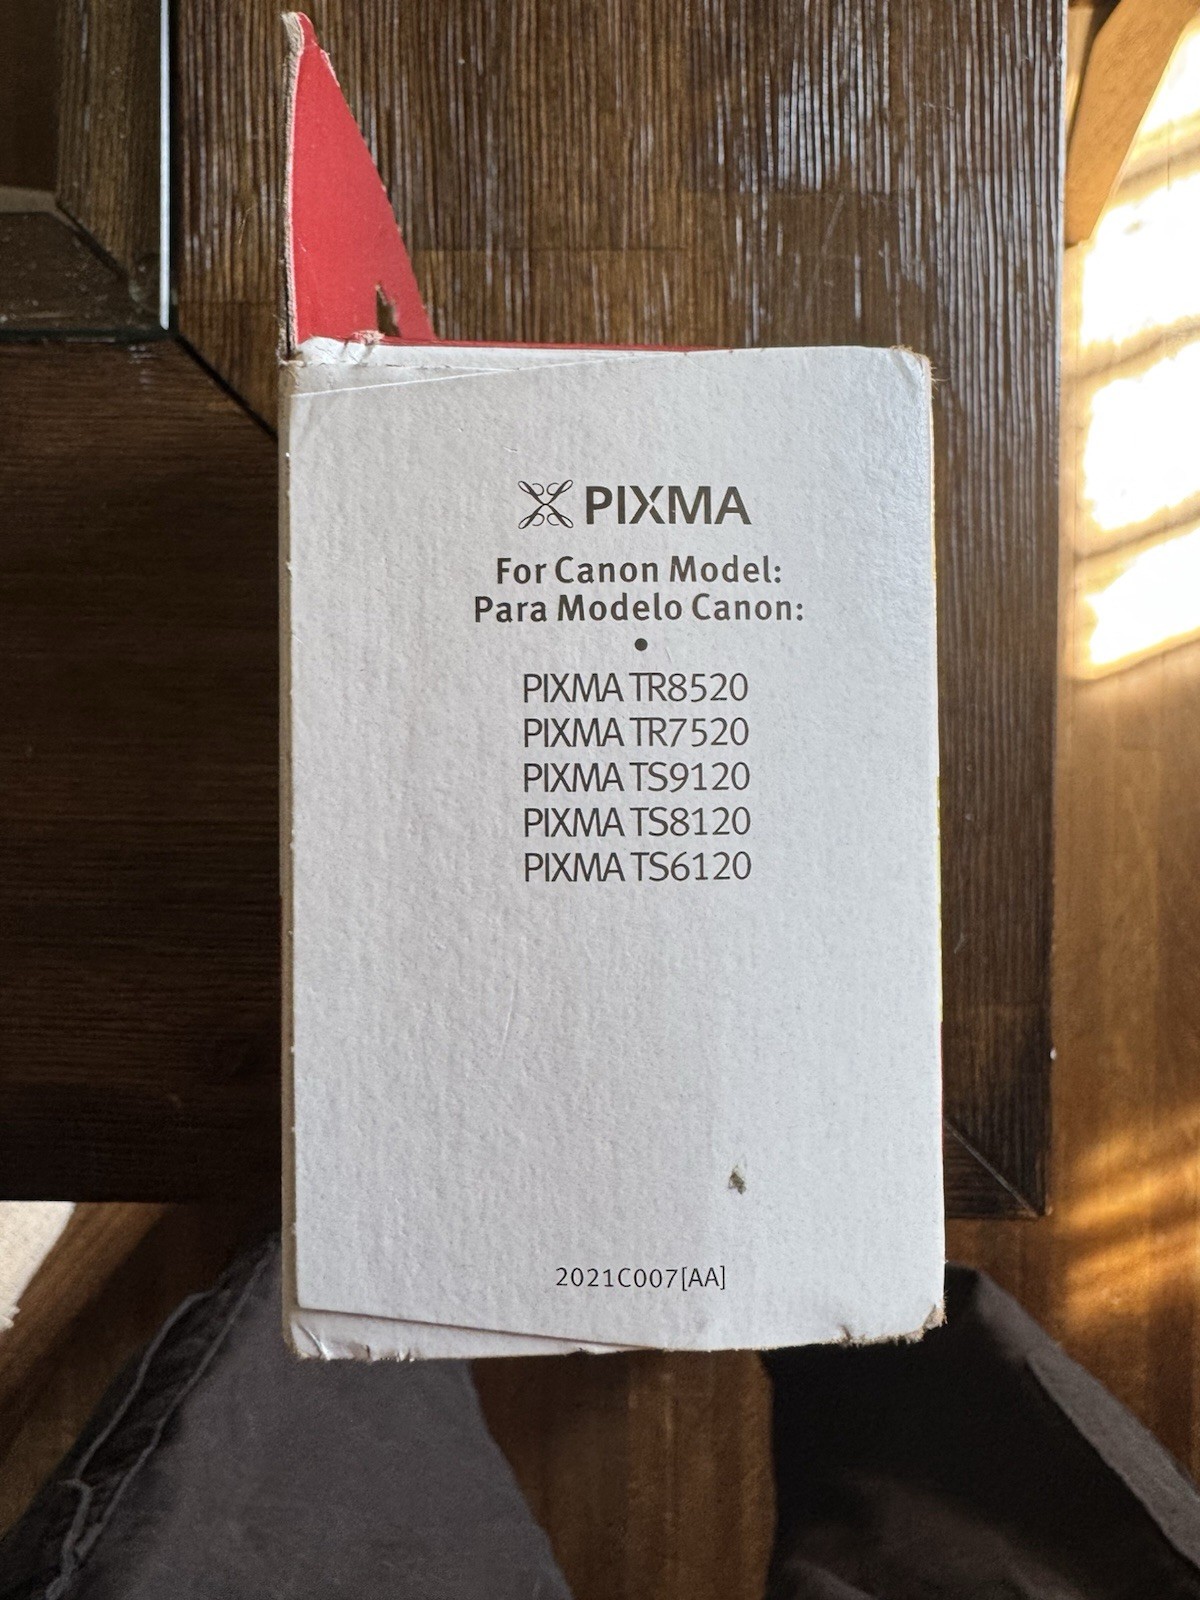 PIXMA
For Canon Model:
Para Modelo Canon:
•
PIXMA TR8520
PIXMA TR7520
PIXMA TS9120
PIXMA TS8120
PIXMA TS6120
2021C007[AA]